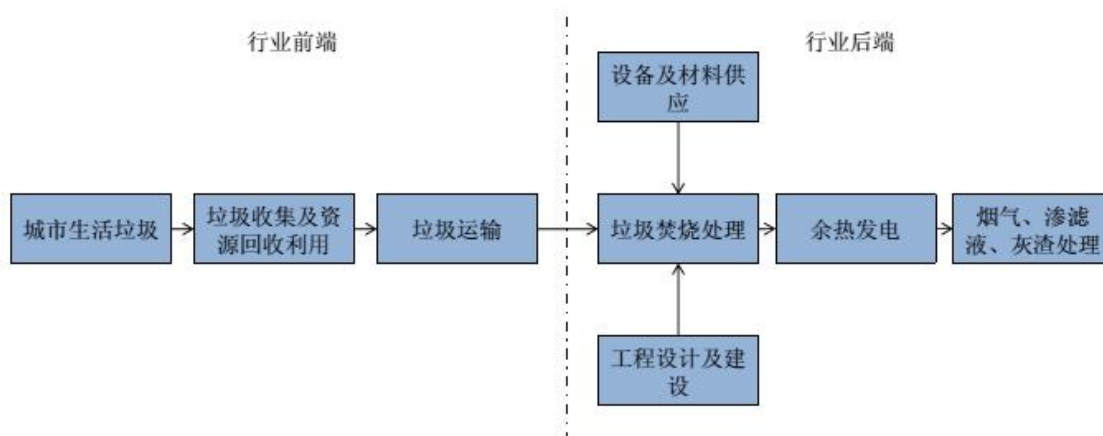 行业前端
行业后端
设备及材料供
应
城市生活垃圾
垃圾收集及资
源回收利用
垃圾运输
垃圾焚烧处理
余热发电
烟气、渗滤
液、灰渣处理
工程设计及建
设